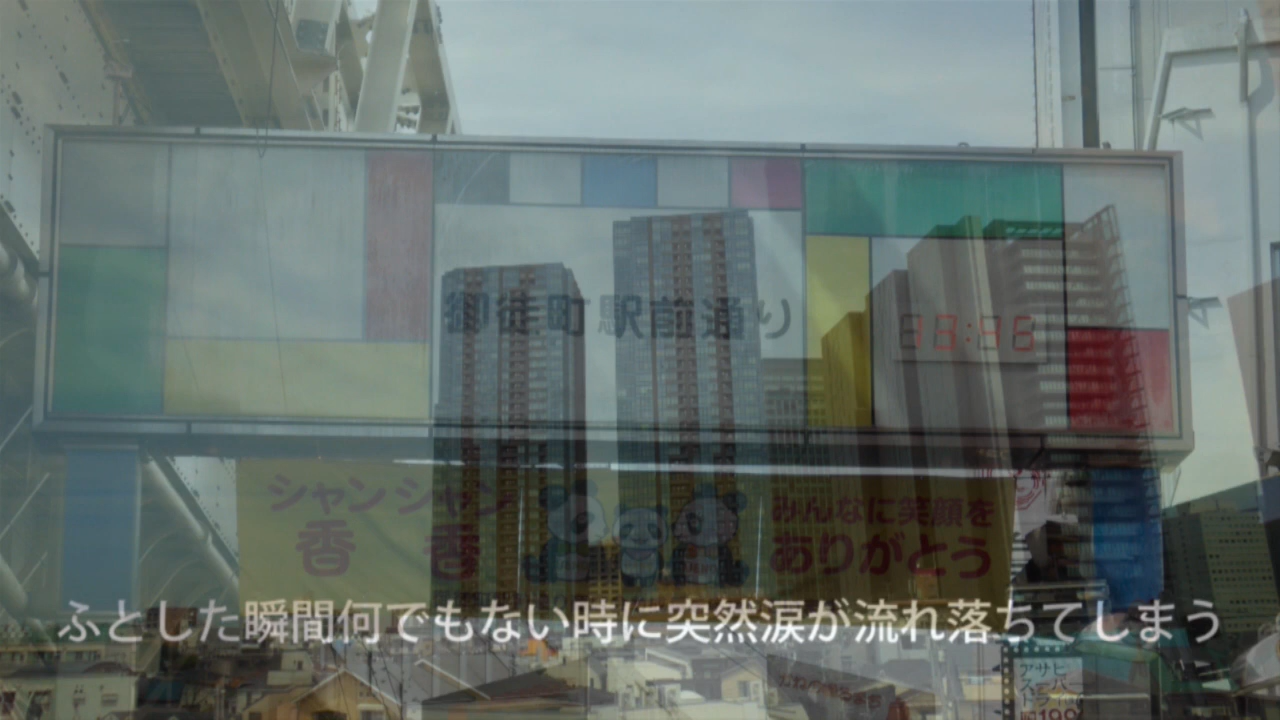 御徒町駅前通り
13:36
シャンシャン みんなに笑顔を
香香 ありがとう
ふとした瞬間何でもない時に突然涙が流れ落ちてしまう